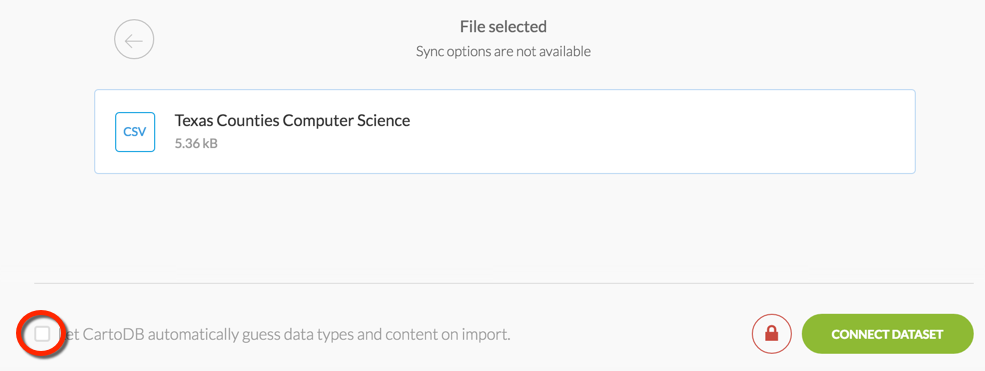 File selected
Sync options are not available
CSV
Texas Counties Computer Science
5.36 kB
et CartoDB automatically guess data types and content on import.
CONNECT DATASET